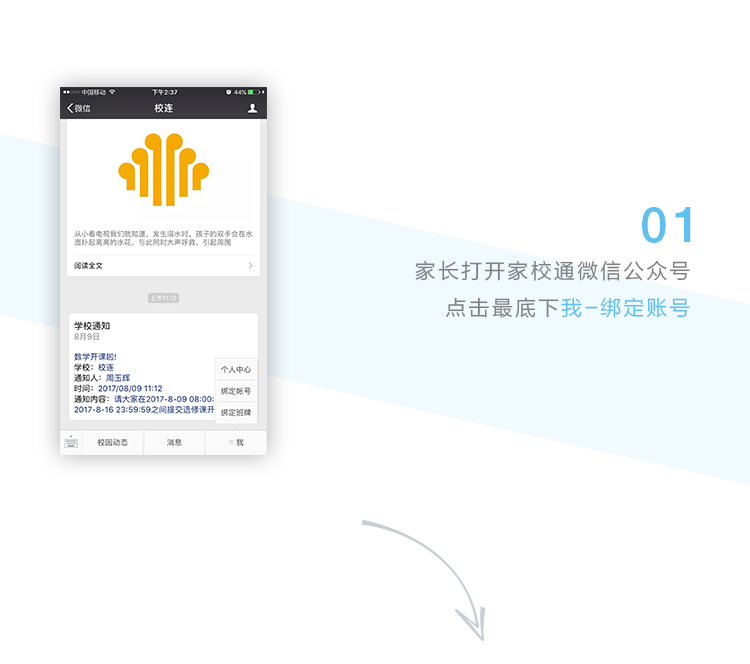 中国移动 下午2:37 44%
微信 校连
从小看电视我们就知道，发生溺水时，孩子的双手会在水
面扑起高高的水花，与此同时大声呼救，引起周围
阅读全文
上午11:12
学校通知
8月9日
数学开课啦!
学校：校连
通知人：周玉辉
时间：2017/08/09 11:12
通知内容：请大家在2017-8-09 08:00:
2017-8-16 23:59:59之间提交选修课开
个人中心
绑定帐号
绑定班牌
校园动态 消息 我
01
家长打开家校通微信公众号
点击最底下我-绑定账号